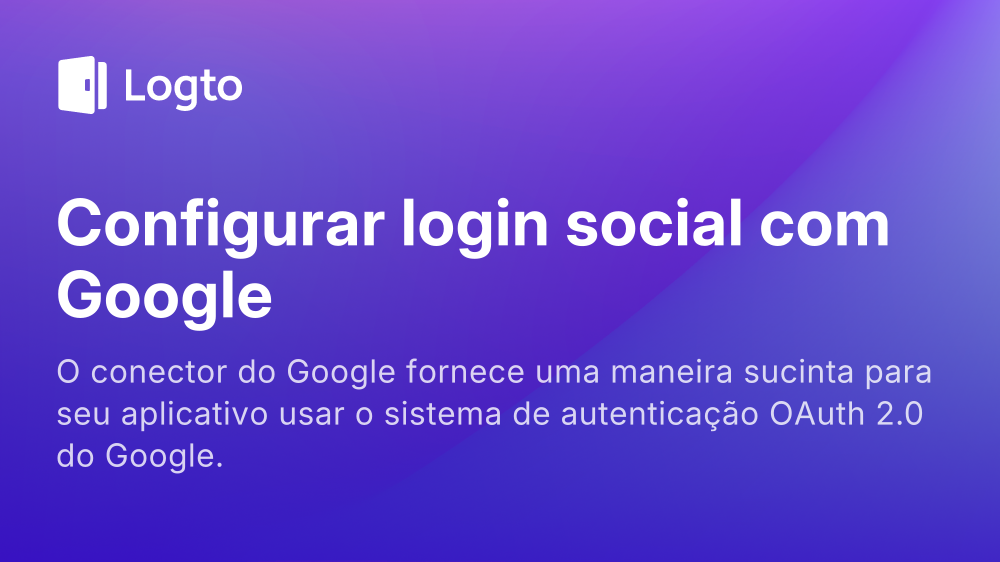 Logto
Configurar login social com
Google
O conector do Google fornece uma maneira sucinta para
seu aplicativo usar o sistema de autenticação OAuth 2.0
do Google.